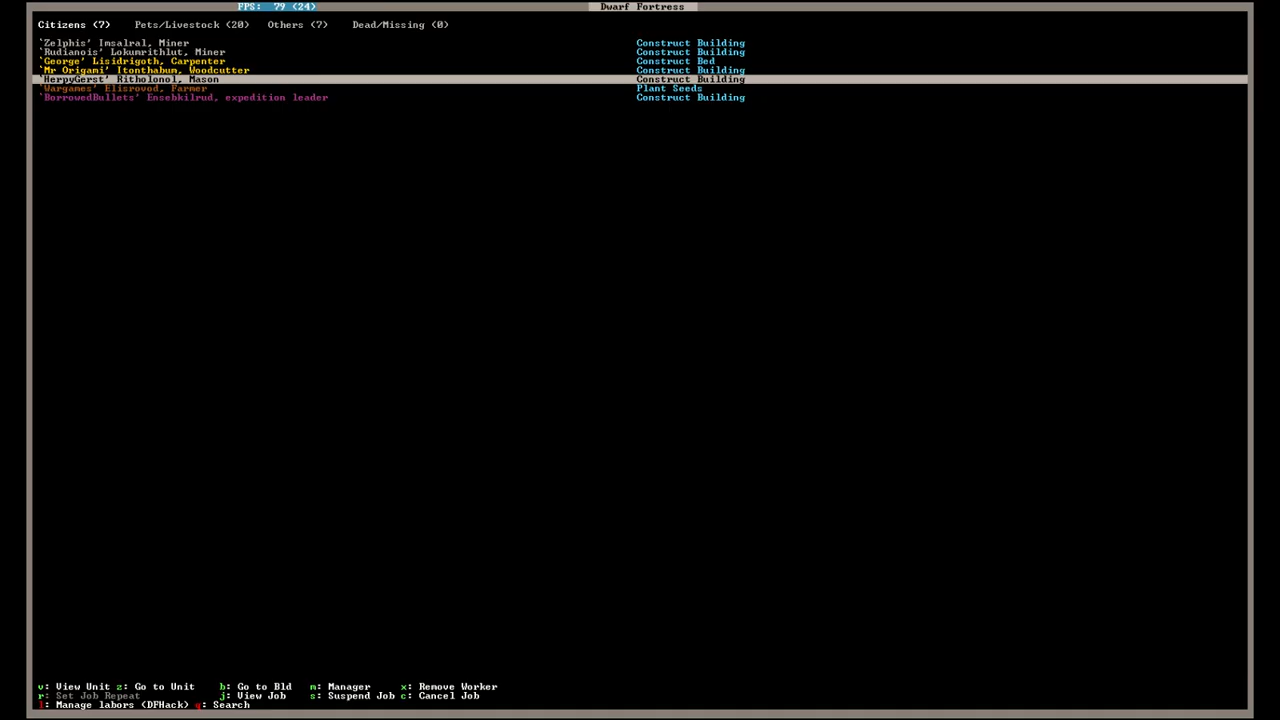 FPS: 79 (24) Dwarf Fortress
Citizens (7) Pets/Livestock (20) Others (7) Dead/Missing (0)
`Zelphis' Imsalral, Miner Construct Building
`Rudianois' Lokumrithlut, Miner Construct Building
`George' Lisidrigoth, Carpenter Construct Bed
`Mr Origami' Itonthabum, Woodcutter Construct Building
`HerpyGerst' Ritholonol, Mason Construct Building
`Wargames' Elisrovod, Farmer Plant Seeds
`BorrowedBullets' Ensebkilrud, expedition leader Construct Building
v: View Unit z: Go to Unit b: Go to Bld m: Manager x: Remove Worker
r: Set Job Repeat j: View Job s: Suspend Job c: Cancel Job
l: Manage labors (DFHack) q: Search